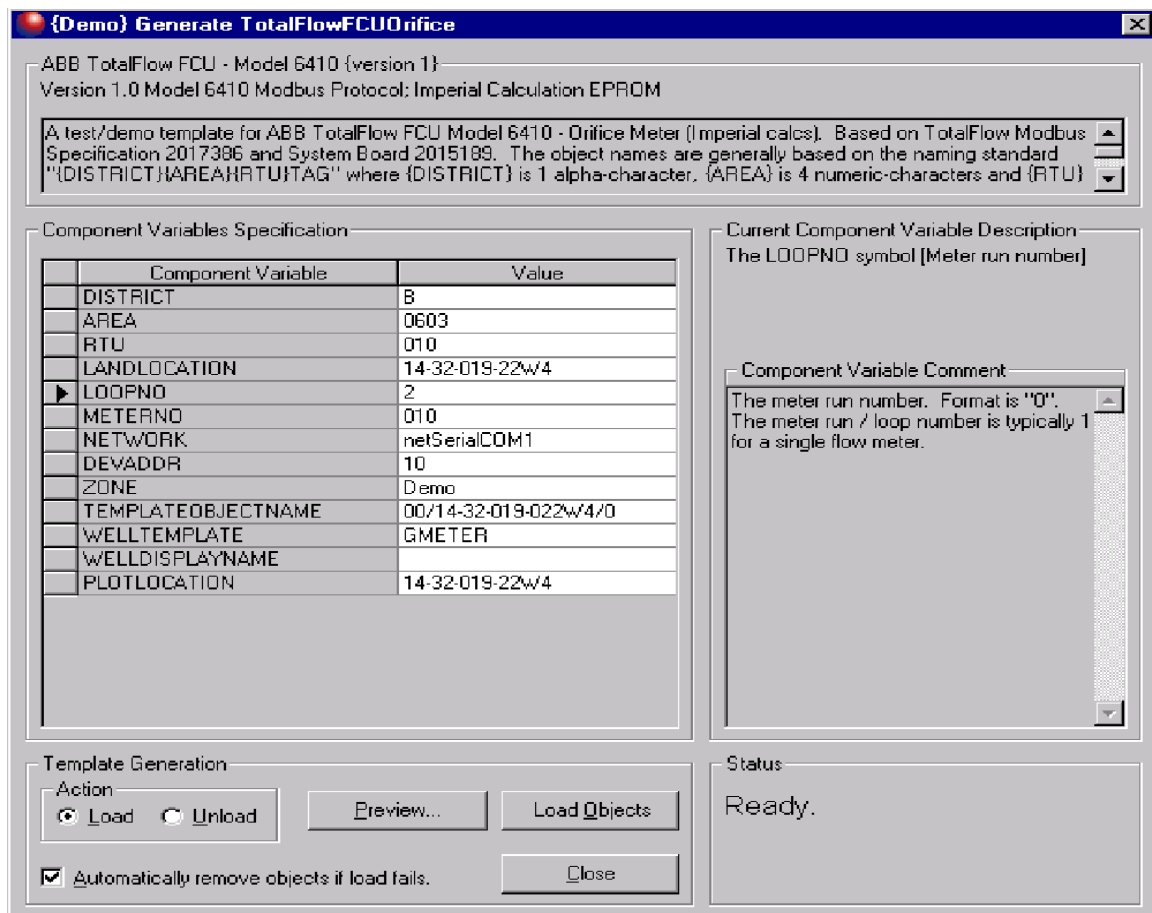 {Demo} Generate TotalFlowFCUOrifice
ABB TotalFlow FCU - Model 6410 {version 1}
Version 1.0 Model 6410 Modbus Protocol; Imperial Calculation EPROM
A test/demo template for ABB TotalFlow FCU Model 6410 - Orifice Meter (Imperial calcs). Based on TotalFlow Modbus
Specification 2017386 and System Board 2015189. The object names are generally based on the naming standard
"{DISTRICT}{AREA}{RTU}TAG" where {DISTRICT} is 1 alpha-character, {AREA} is 4 numeric-characters and {RTU}
Component Variables Specification
Component Variable Value
DISTRICT B
AREA 0603
RTU 010
LANDLOCATION 14-32-019-22W4
LOOPNO 2
METERNO 010
NETWORK netSerialCOM1
DEVADDR 10
ZONE Demo
TEMPLATEOBJECTNAME 00/14-32-019-022W4/0
WELLTEMPLATE GMETER
WELLDISPLAYNAME
PLOTLOCATION 14-32-019-22W4
Current Component Variable Description
The LOOPNO symbol [Meter run number]
Component Variable Comment
The meter run number. Format is "0".
The meter run / loop number is typically 1
for a single flow meter.
Template Generation
Action
Load Unload
Preview... Load Objects
Automatically remove objects if load fails.
Close
Status
Ready.